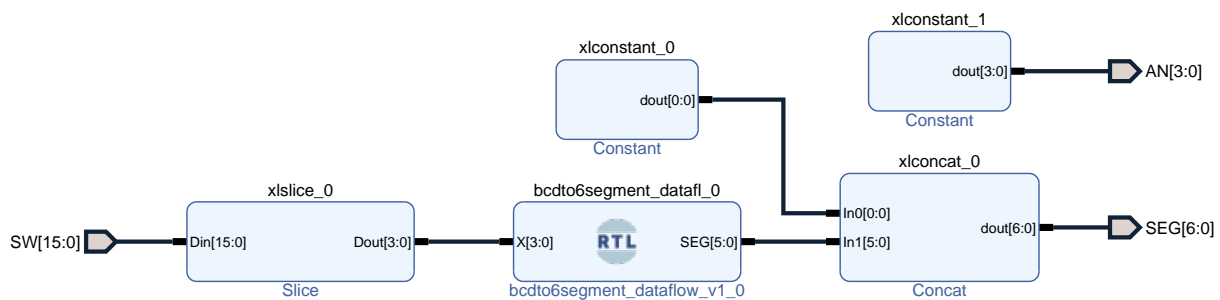 xlconstant_1
dout[3:0]
Constant
AN[3:0]
xlconstant_0
dout[0:0]
Constant
xlconcat_0
In0[0:0]
In1[5:0]
dout[6:0]
Concat
SEG[6:0]
xlslice_0
SW[15:0]
Din[15:0]
Dout[3:0]
Slice
bcdto6segment_datafl_0
X[3:0]
RTL
SEG[5:0]
bcdto6segment_dataflow_v1_0